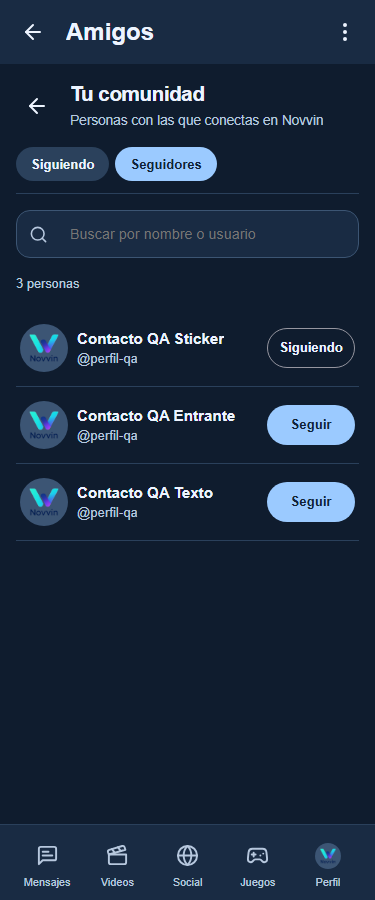 Amigos
Tu comunidad
Personas con las que conectas en Novvin
Siguiendo
Seguidores
Buscar por nombre o usuario
3 personas
Novvin
Contacto QA Sticker
@perfil-qa
Siguiendo
Novvin
Contacto QA Entrante
@perfil-qa
Seguir
Novvin
Contacto QA Texto
@perfil-qa
Seguir
Mensajes
Videos
Social
Juegos
Perfil